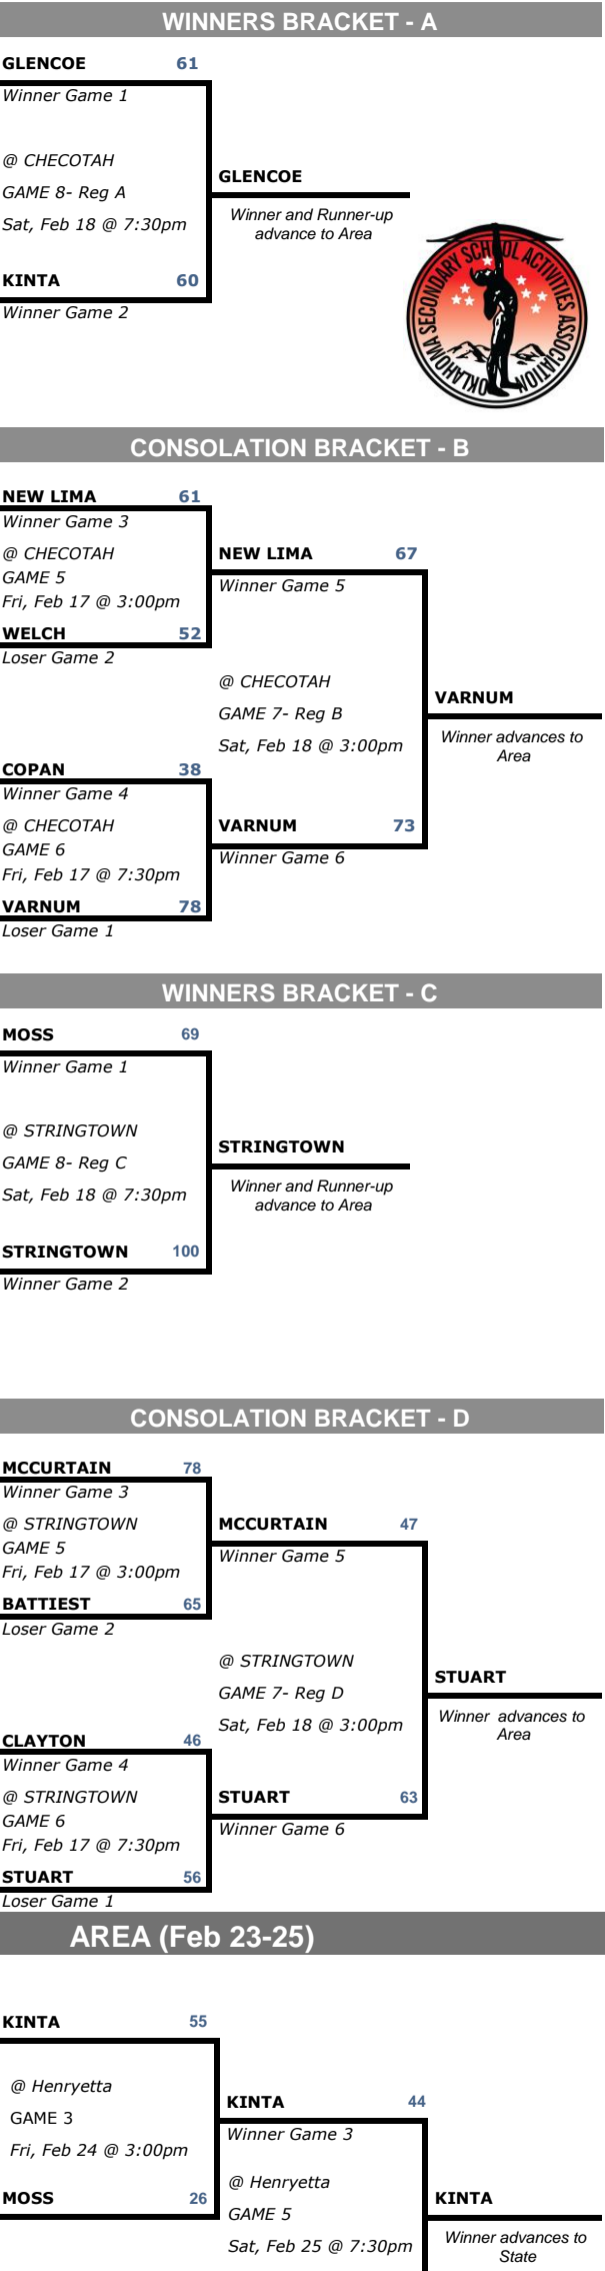 WINNERS BRACKET - A
GLENCOE 61
Winner Game 1
@ CHECOTAH
GAME 8- Reg A
Sat, Feb 18 @ 7:30pm
GLENCOE
Winner and Runner-up
advance to Area
KINTA 60
Winner Game 2
OKLAHOMA SECONDARY SCHOOL ACTIVITIES ASSOCIATION
CONSOLATION BRACKET - B
NEW LIMA 61
Winner Game 3
@ CHECOTAH
GAME 5
Fri, Feb 17 @ 3:00pm
WELCH 52
Loser Game 2
NEW LIMA 67
Winner Game 5
@ CHECOTAH
GAME 7- Reg B
Sat, Feb 18 @ 3:00pm
VARNUM
Winner advances to
Area
COPAN 38
Winner Game 4
@ CHECOTAH
GAME 6
Fri, Feb 17 @ 7:30pm
VARNUM 78
Loser Game 1
VARNUM 73
Winner Game 6
WINNERS BRACKET - C
MOSS 69
Winner Game 1
@ STRINGTOWN
GAME 8- Reg C
Sat, Feb 18 @ 7:30pm
STRINGTOWN
Winner and Runner-up
advance to Area
STRINGTOWN 100
Winner Game 2
CONSOLATION BRACKET - D
MCCURTAIN 78
Winner Game 3
@ STRINGTOWN
GAME 5
Fri, Feb 17 @ 3:00pm
BATTIEST 65
Loser Game 2
MCCURTAIN 47
Winner Game 5
@ STRINGTOWN
GAME 7- Reg D
Sat, Feb 18 @ 3:00pm
STUART
Winner advances to
Area
CLAYTON 46
Winner Game 4
@ STRINGTOWN
GAME 6
Fri, Feb 17 @ 7:30pm
STUART 56
Loser Game 1
STUART 63
Winner Game 6
AREA (Feb 23-25)
KINTA 55
@ Henryetta
GAME 3
Fri, Feb 24 @ 3:00pm
MOSS 26
KINTA 44
Winner Game 3
@ Henryetta
GAME 5
Sat, Feb 25 @ 7:30pm
KINTA
Winner advances to
State